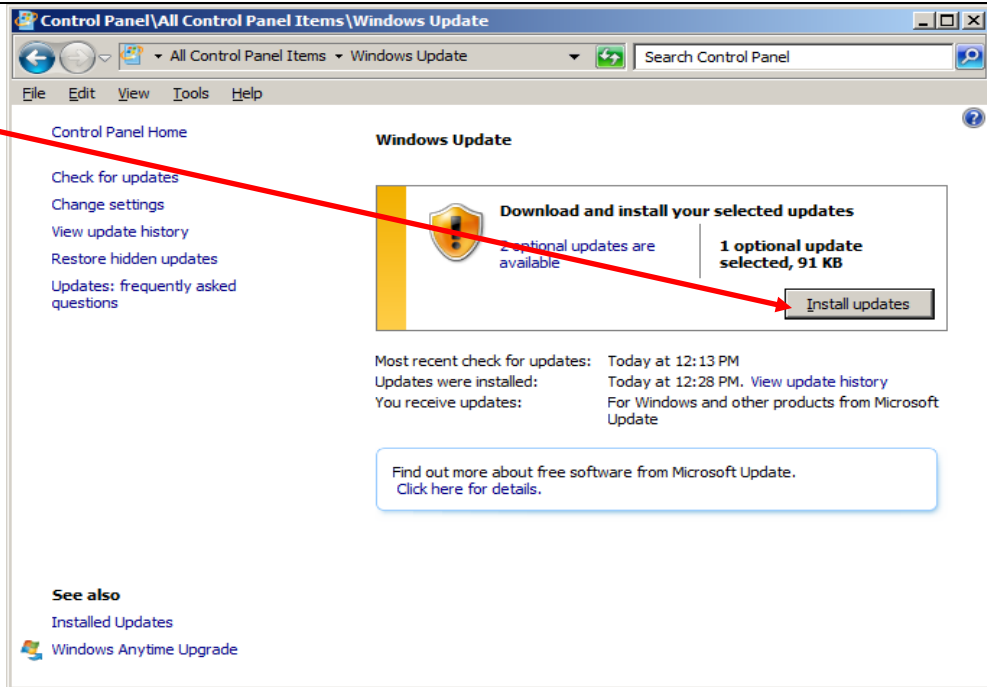 Control Panel\All Control Panel Items\Windows Update
All Control Panel Items Windows Update
Search Control Panel
File Edit View Tools Help
Control Panel Home
Check for updates
Change settings
View update history
Restore hidden updates
Updates: frequently asked
questions
Windows Update
Download and install your selected updates
2 optional updates are
available
1 optional update
selected, 91 KB
Install updates
Most recent check for updates: Today at 12:13 PM
Updates were installed: Today at 12:28 PM. View update history
You receive updates: For Windows and other products from Microsoft
Update
Find out more about free software from Microsoft Update.
Click here for details.
See also
Installed Updates
Windows Anytime Upgrade